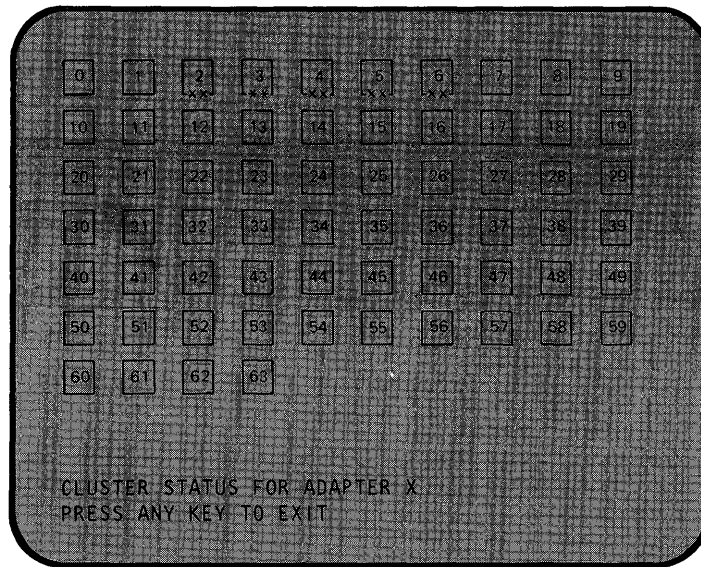 0 1 2 3 4 5 6 7 8 9
XX XX XX XX XX
10 11 12 13 14 15 16 17 18 19
20 21 22 23 24 25 26 27 28 29
30 31 32 33 34 35 36 37 38 39
40 41 42 43 44 45 46 47 48 49
50 51 52 53 54 55 56 57 58 59
60 61 62 63
CLUSTER STATUS FOR ADAPTER X
PRESS ANY KEY TO EXIT